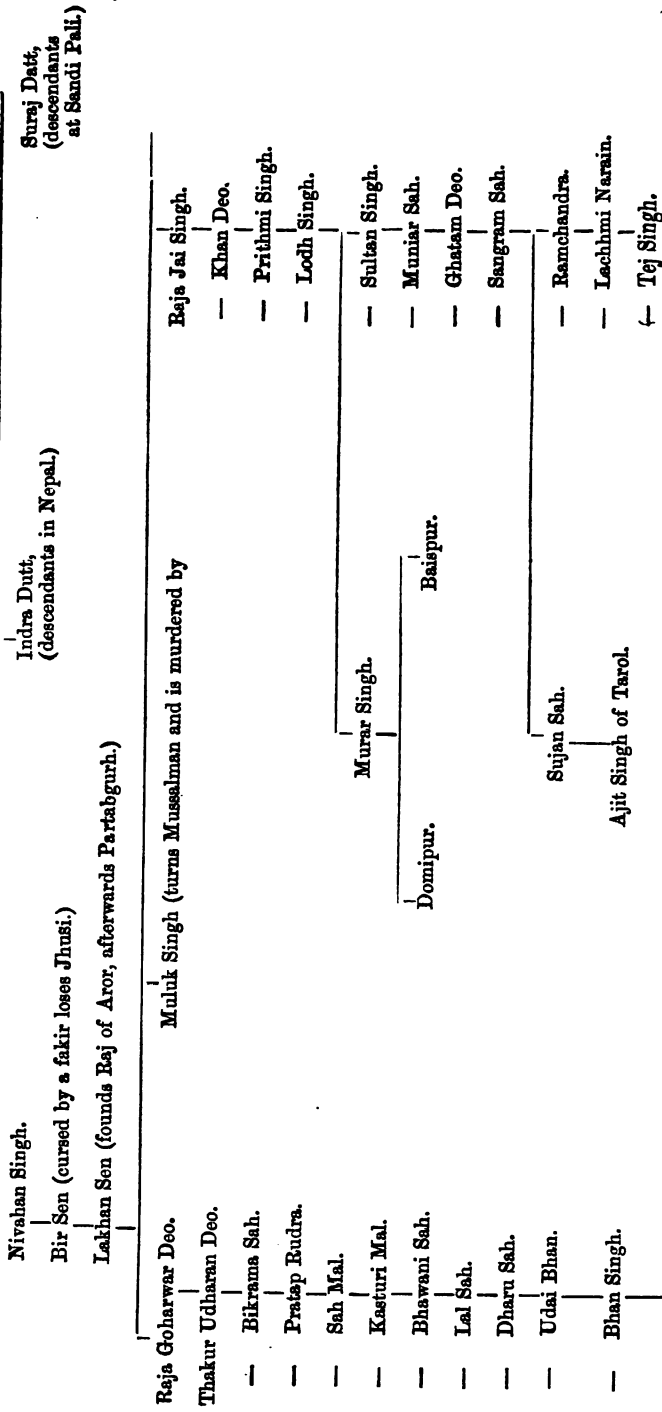 Suraj Datt,
(descendants
at Sandi Pali.)
Indra Dutt,
(descendants in Nepal.)
Nivahan Singh.
Bir Sen (cursed by a fakir loses Jhusi.)
Lakhan Sen (founds Raj of Aror, afterwards Partabgurh.)
Raja Goharwar Deo.
Thakur Udharan Deo.
— Bikrama Sah.
— Pratap Rudra.
— Sah Mal.
— Kasturi Mal.
— Bhawani Sah.
— Lal Sah.
— Dharu Sah.
— Udai Bhan.
— Bhan Singh.
—
Muluk Singh (turns Mussalman and is murdered by
Raja Jai Singh.
— Khan Deo.
— Prithmi Singh.
— Lodh Singh.
Murar Singh.
Domipur.
Baispur.
— Sultan Singh.
— Muniar Sah.
— Ghatam Deo.
— Sangram Sah.
Sujan Sah.
Ajit Singh of Tarol.
— Ramchandra.
— Lachhmi Narain.
— Tej Singh.